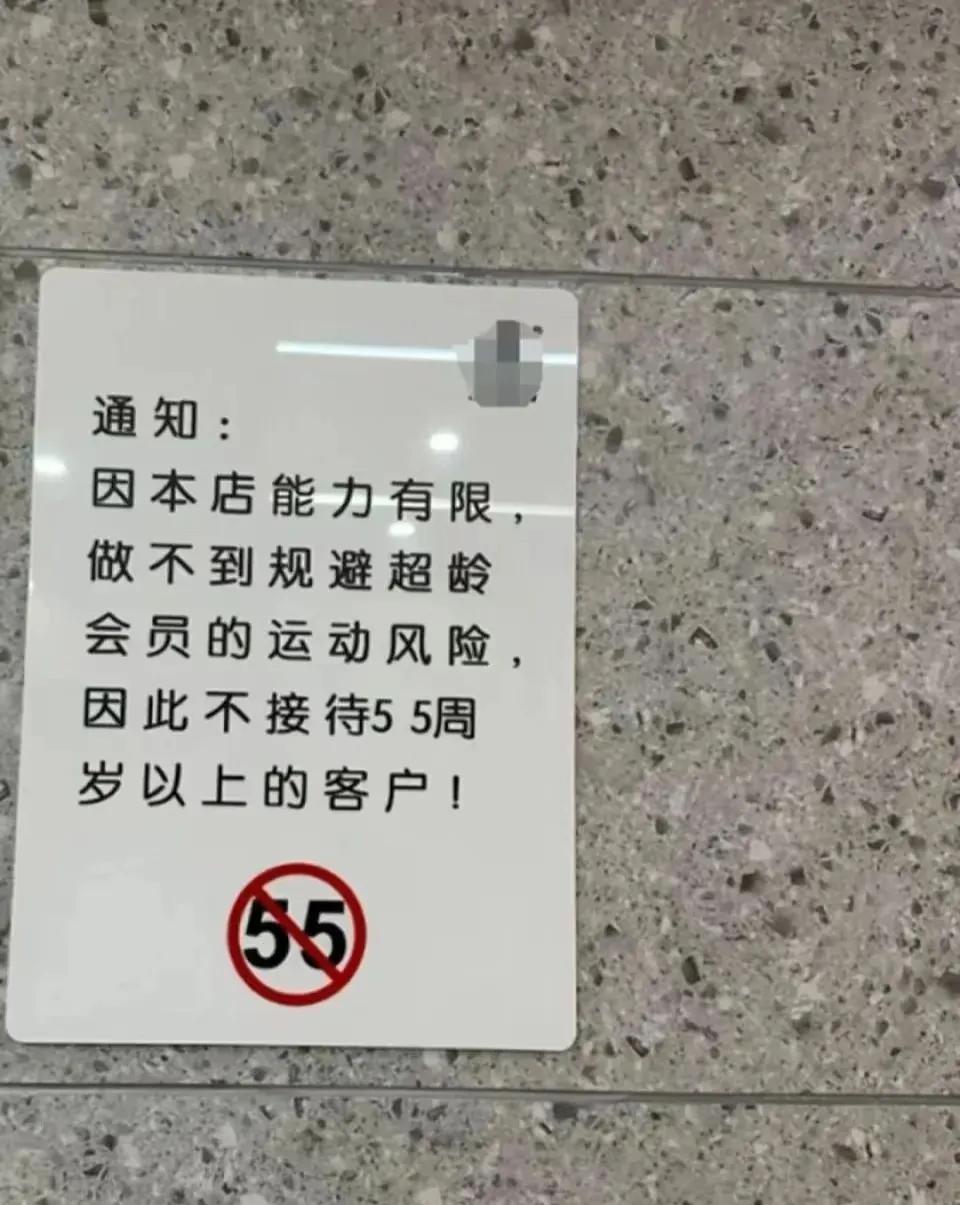 通知:
因本店能力有限,
做不到规避超龄
会员的运动风险,
因此不接待55周
岁以上的客户!
55